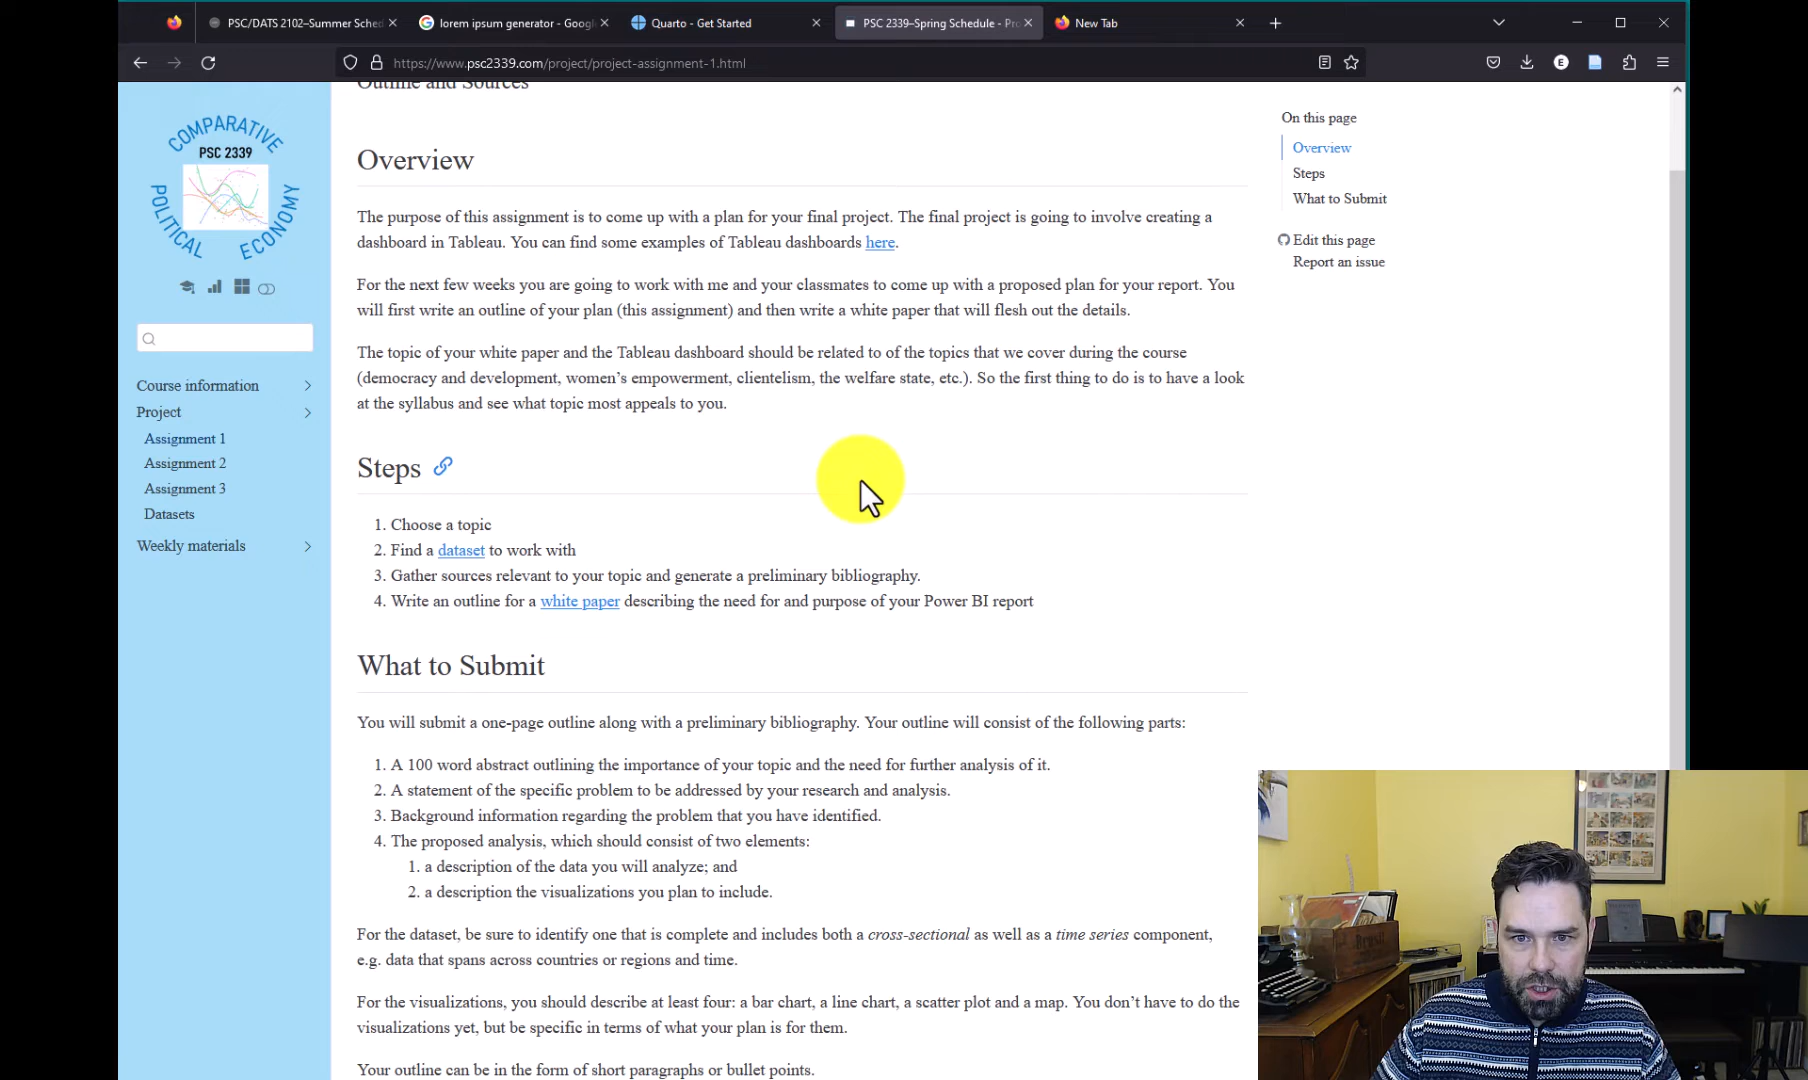 PSC/DATS 2102–Summer Sched
lorem ipsum generator - Google
Quarto - Get Started
PSC 2339–Spring Schedule - Pro
New Tab
https://www.psc2339.com/project/project-assignment-1.html
E
COMPARATIVE
PSC 2339
POLITICAL
ECONOMY
Course information
Project
Assignment 1
Assignment 2
Assignment 3
Datasets
Weekly materials
Outline and Sources
Overview
The purpose of this assignment is to come up with a plan for your final project. The final project is going to involve creating a
dashboard in Tableau. You can find some examples of Tableau dashboards here.
For the next few weeks you are going to work with me and your classmates to come up with a proposed plan for your report. You
will first write an outline of your plan (this assignment) and then write a white paper that will flesh out the details.
The topic of your white paper and the Tableau dashboard should be related to of the topics that we cover during the course
(democracy and development, women’s empowerment, clientelism, the welfare state, etc.). So the first thing to do is to have a look
at the syllabus and see what topic most appeals to you.
Steps
1. Choose a topic
2. Find a dataset to work with
3. Gather sources relevant to your topic and generate a preliminary bibliography.
4. Write an outline for a white paper describing the need for and purpose of your Power BI report
What to Submit
You will submit a one-page outline along with a preliminary bibliography. Your outline will consist of the following parts:
1. A 100 word abstract outlining the importance of your topic and the need for further analysis of it.
2. A statement of the specific problem to be addressed by your research and analysis.
3. Background information regarding the problem that you have identified.
4. The proposed analysis, which should consist of two elements:
1. a description of the data you will analyze; and
2. a description the visualizations you plan to include.
For the dataset, be sure to identify one that is complete and includes both a cross-sectional as well as a time series component,
e.g. data that spans across countries or regions and time.
For the visualizations, you should describe at least four: a bar chart, a line chart, a scatter plot and a map. You don’t have to do the
visualizations yet, but be specific in terms of what your plan is for them.
Your outline can be in the form of short paragraphs or bullet points.
On this page
Overview
Steps
What to Submit
Edit this page
Report an issue